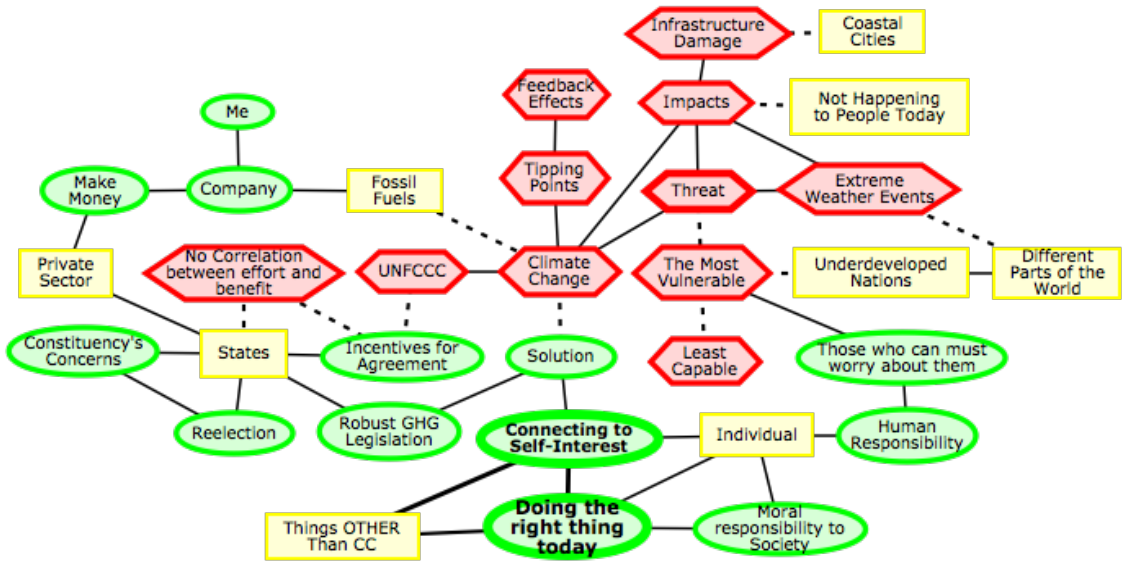 Infrastructure
Damage
Coastal
Cities
Feedback
Effects
Impacts
Not Happening
to People Today
Me
Make
Money
Company
Fossil
Fuels
Tipping
Points
Threat
Extreme
Weather Events
Private
Sector
No Correlation
between effort and
benefit
UNFCCC
Climate
Change
The Most
Vulnerable
Underdeveloped
Nations
Different
Parts of the
World
Constituency's
Concerns
States
Incentives for
Agreement
Solution
Least
Capable
Those who can must
worry about them
Reelection
Robust GHG
Legislation
Connecting to
Self-Interest
Individual
Human
Responsibility
Things OTHER
Than CC
Doing the
right thing
today
Moral
responsibility to
Society